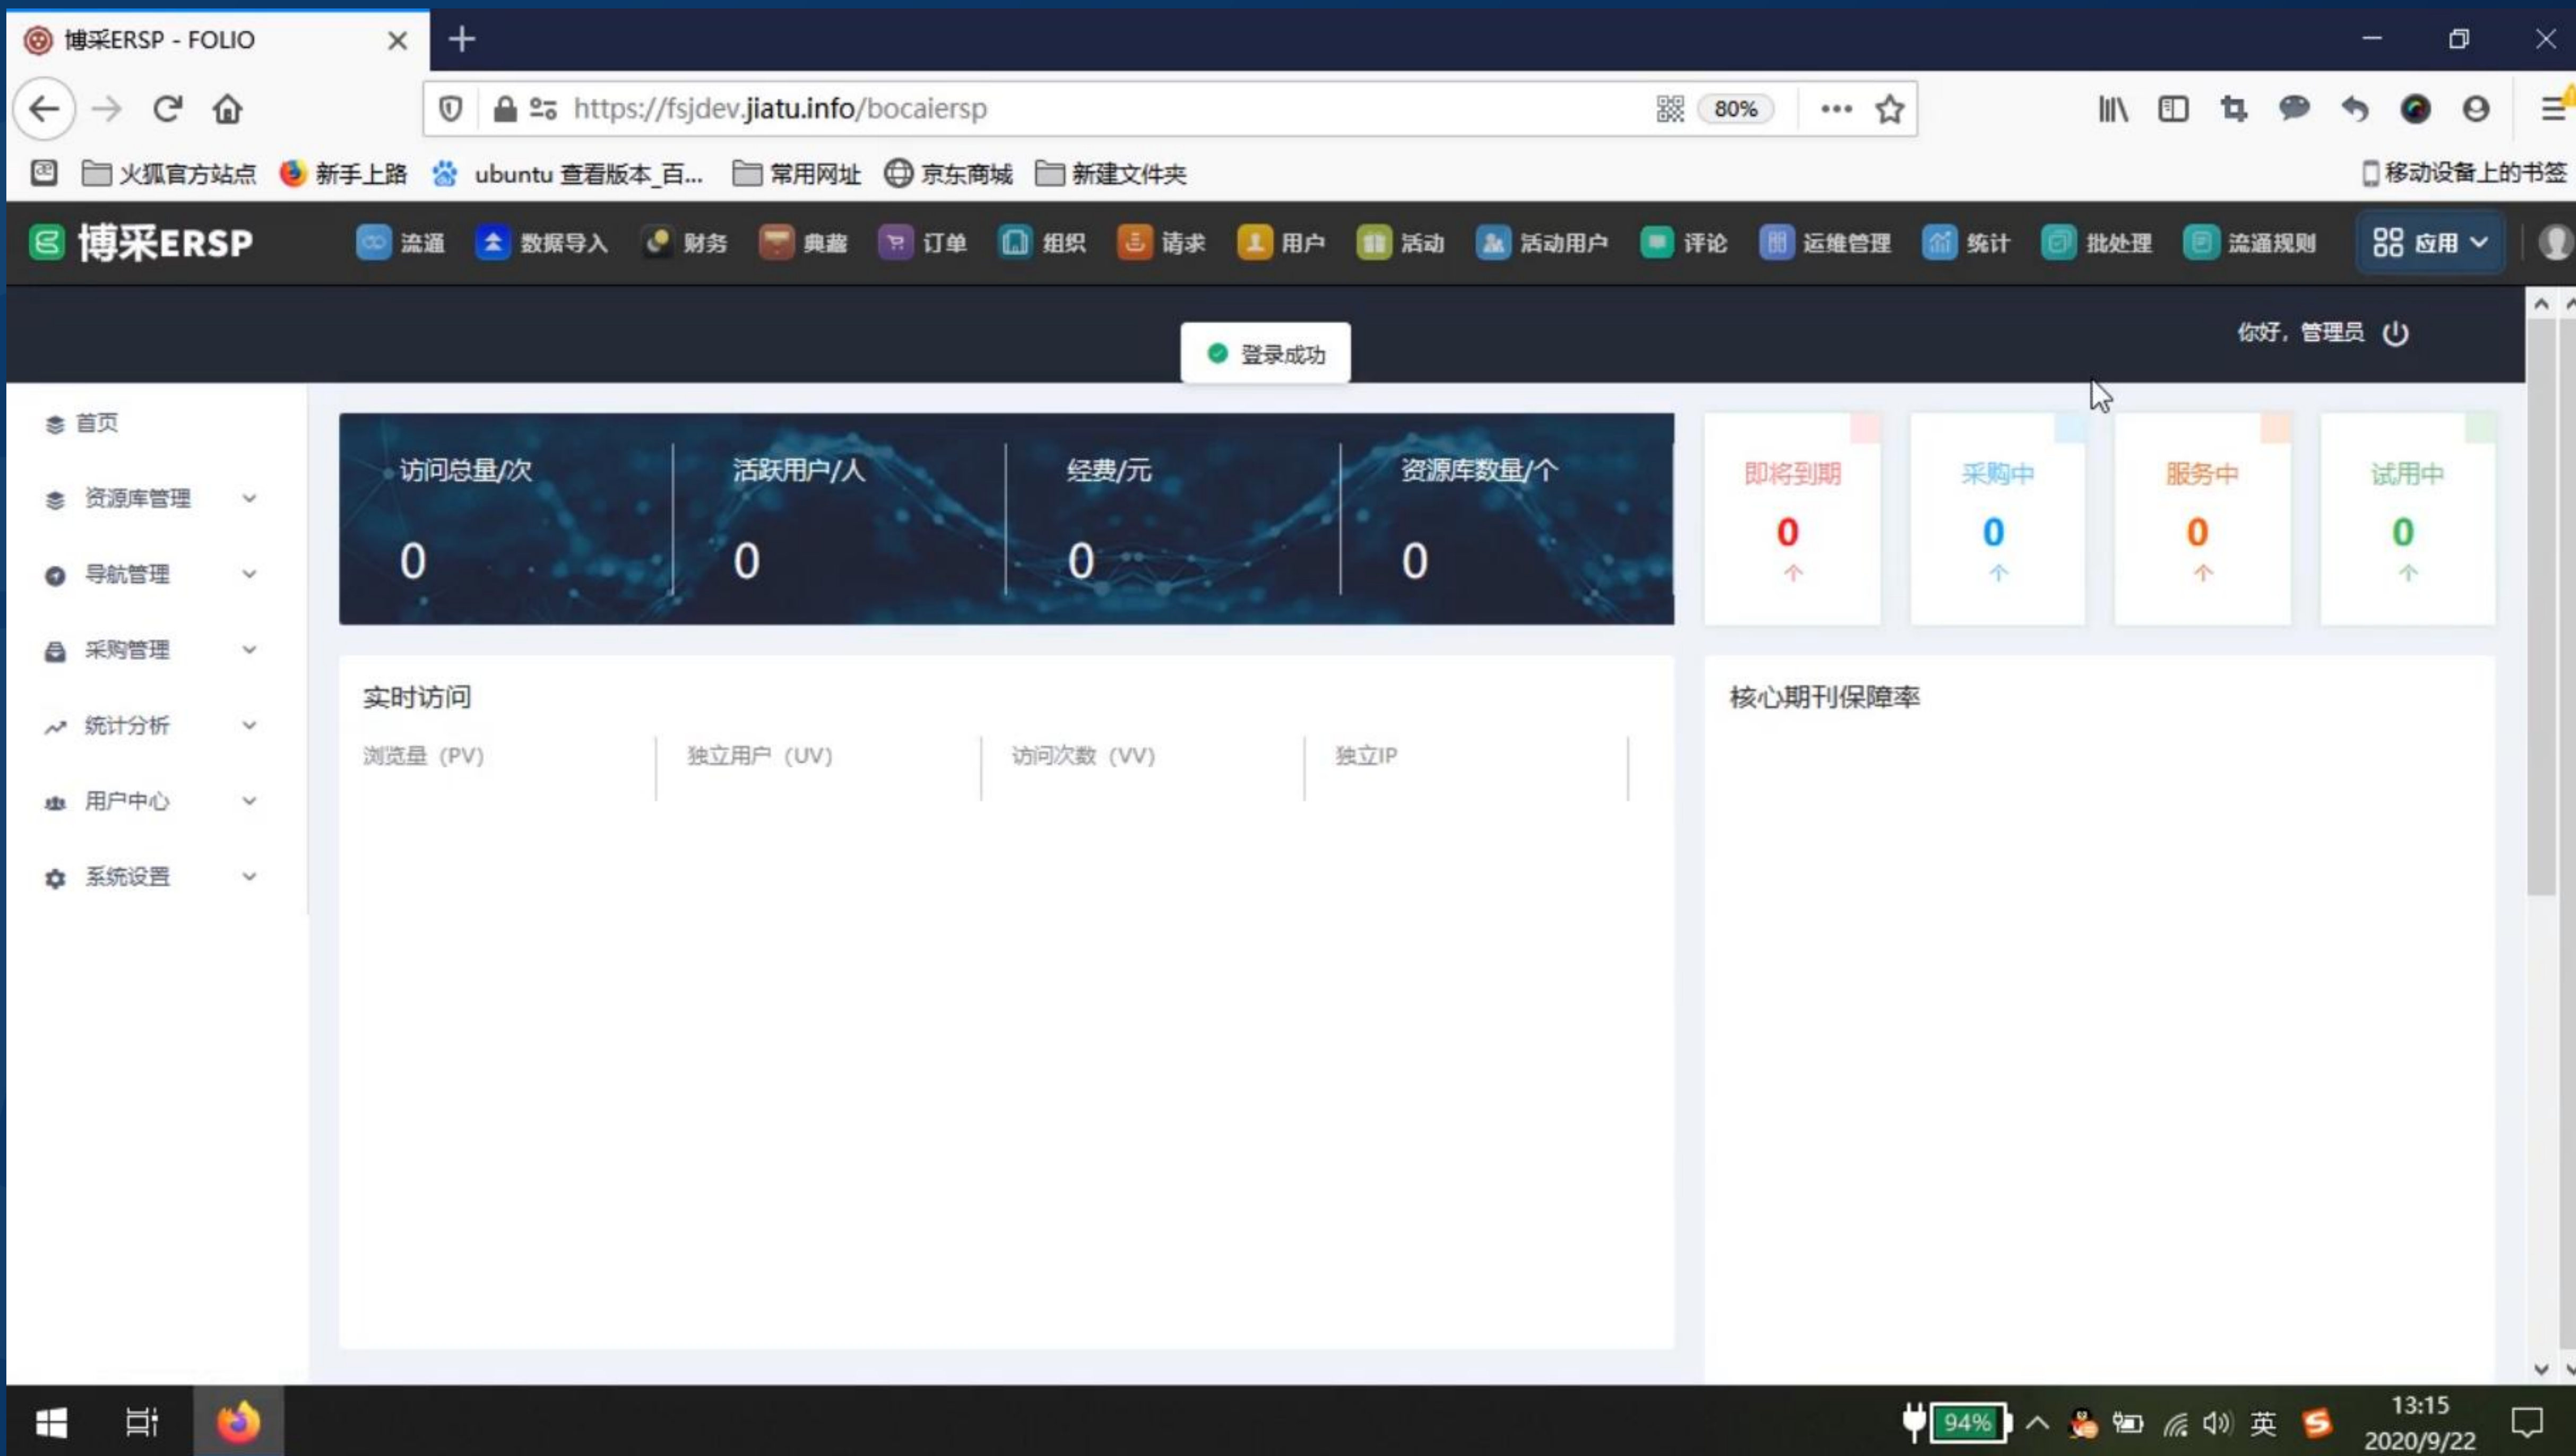 博采ERSP - FOLIO
https://fsjdev.jiatu.info/bocaiersp
80%
火狐官方站点 新手上路 ubuntu 查看版本_百... 常用网址 京东商城 新建文件夹 移动设备上的书签
博采ERSP 流通 数据导入 财务 典藏 订单 组织 请求 用户 活动 活动用户 评论 运维管理 统计 批处理 流通规则 应用
登录成功
你好，管理员
首页
资源库管理
导航管理
采购管理
统计分析
用户中心
系统设置
访问总量/次 活跃用户/人 经费/元 资源库数量/个
0 0 0 0
即将到期 采购中 服务中 试用中
0 0 0 0
个 个 个 个
实时访问
浏览量（PV） 独立用户（UV） 访问次数（VV） 独立IP
核心期刊保障率
94% 英
13:15
2020/9/22